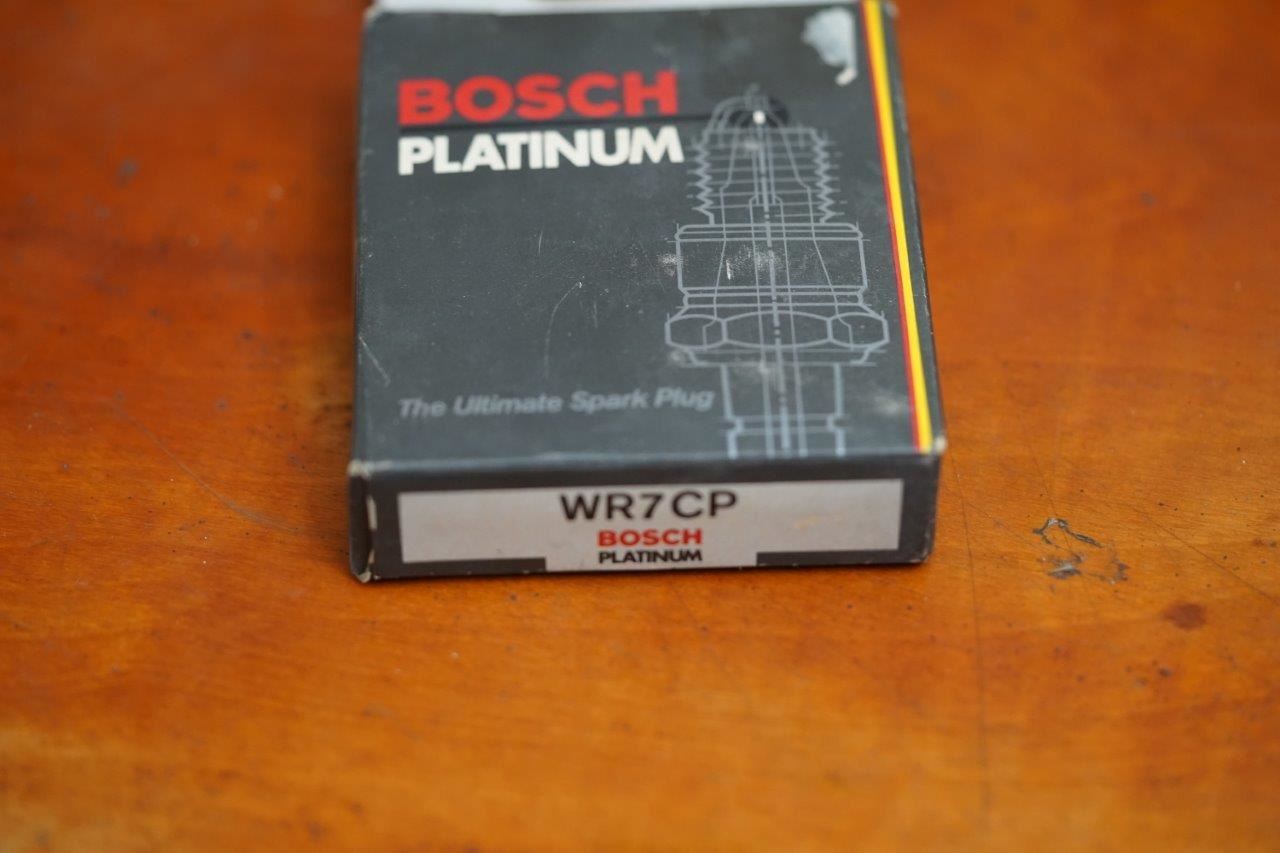 BOSCH
PLATINUM
The Ultimate Spark Plug
WR7CP
BOSCH
PLATINUM